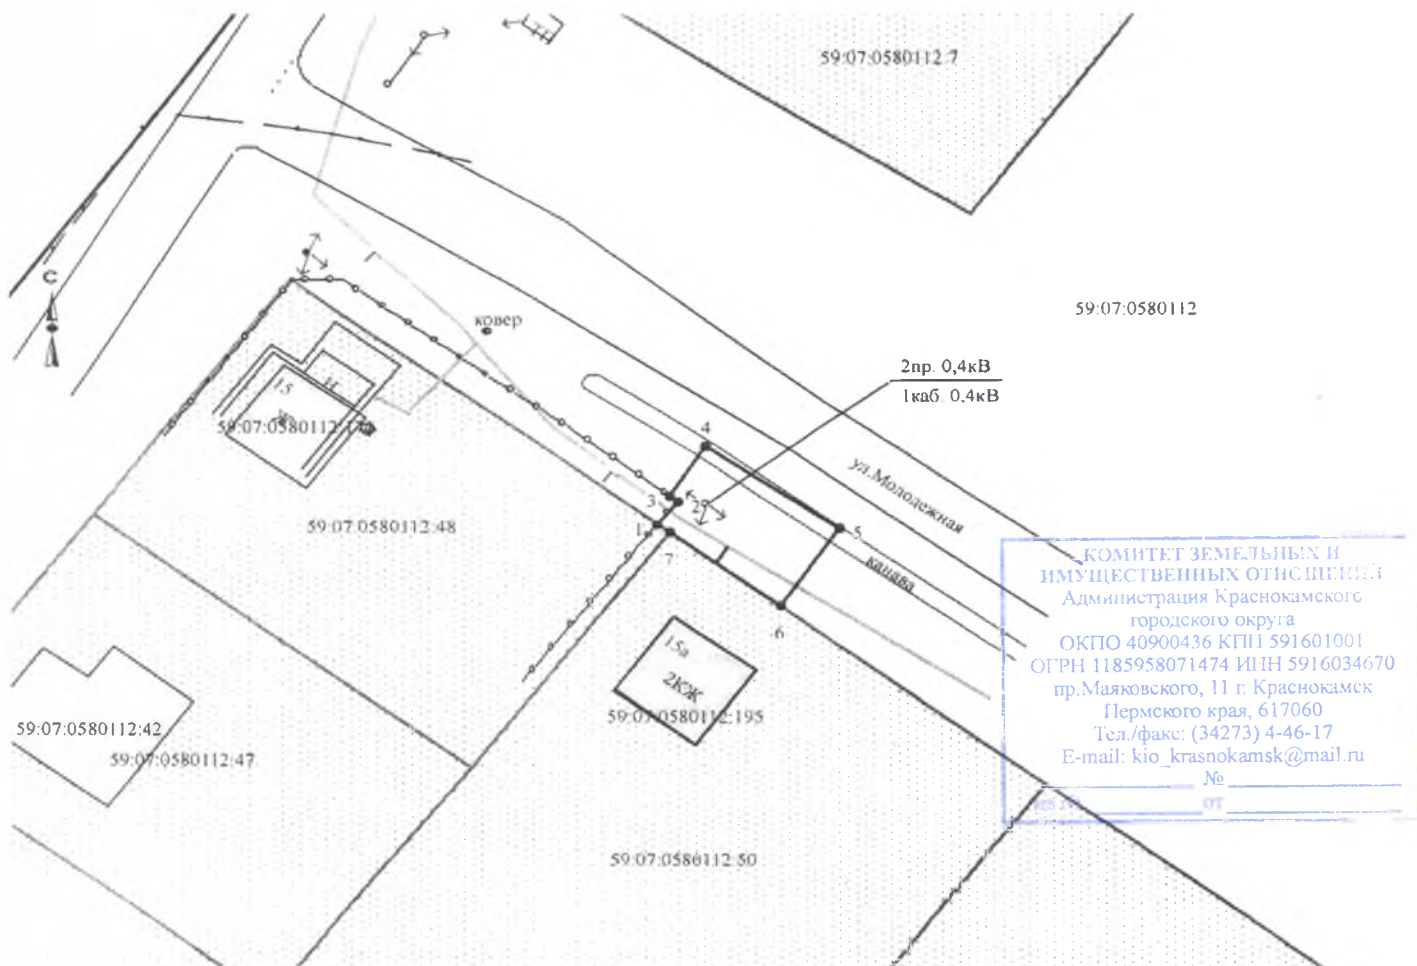 ТП
59:07:0580112:7
С
59:07:0580112
ковер
2пр. 0,4кВ
1каб. 0,4кВ
15
59:07:0580112:
4
ул.Молодежная
3
2
5
1
7
канава
59:07:0580112:48
6
15а
2КЖ
59:07:0580112:195
59:07:0580112:42
59:07:0580112:47
59:07:0580112:50
КОМИТЕТ ЗЕМЕЛЬНЫХ И
ИМУЩЕСТВЕННЫХ ОТНОШЕНИЙ
Администрация Краснокамского
городского округа
ОКПО 40900436 КПП 591601001
ОГРН 1185958071474 ИНН 5916034670
пр.Маяковского, 11 г. Краснокамск
Пермского края, 617060
Тел./факс: (34273) 4-46-17
E-mail: kio_krasnokamsk@mail.ru
№
от